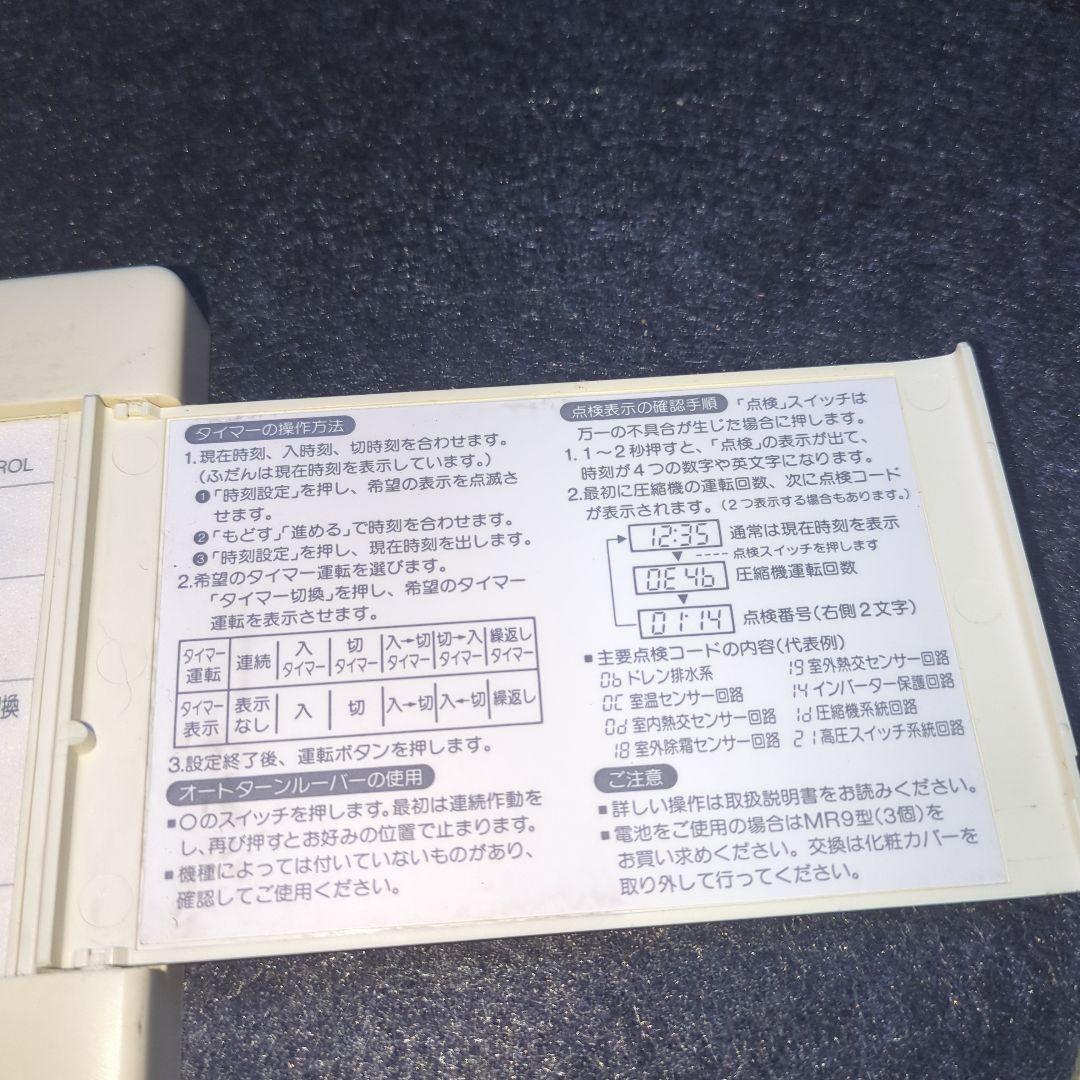 ROL
換
タイマーの操作方法
1.現在時刻、入時刻、切時刻を合わせます。
(ふだんは現在時刻を表示しています。)
❶「時刻設定」を押し、希望の表示を点滅さ
せます。
❷「もどす」「進める」で時刻を合わせます。
❸「時刻設定」を押し、現在時刻を出します。
2.希望のタイマー運転を選びます。
「タイマー切換」を押し、希望のタイマー
運転を表示させます。
タイマー運転 連続 入タイマー 切タイマー 入→切タイマー 切→入タイマー 繰返しタイマー
タイマー表示 表示なし 入 切 入→切 入←切 繰返し
3.設定終了後、運転ボタンを押します。
オートターンルーバーの使用
■○のスイッチを押します。最初は連続作動を
し、再び押すとお好みの位置で止まります。
■機種によっては付いていないものがあり、
確認してご使用ください。
点検表示の確認手順 「点検」スイッチは
万一の不具合が生じた場合に押します。
1.1～2秒押すと、「点検」の表示が出て、
時刻が4つの数字や英文字になります。
2.最初に圧縮機の運転回数、次に点検コード
が表示されます。(2つ表示する場合もあります。)
12:35 通常は現在時刻を表示
点検スイッチを押します
0E46 圧縮機運転回数
0114 点検番号(右側2文字)
■主要点検コードの内容(代表例)
0b ドレン排水系 19 室外熱交センサー回路
0C 室温センサー回路 14 インバーター保護回路
0d 室内熱交センサー回路 1d 圧縮機系統回路
18 室外除霜センサー回路 21 高圧スイッチ系統回路
ご注意
■詳しい操作は取扱説明書をお読みください。
■電池をご使用の場合はMR9型(3個)を
お買い求めください。交換は化粧カバーを
取り外して行ってください。